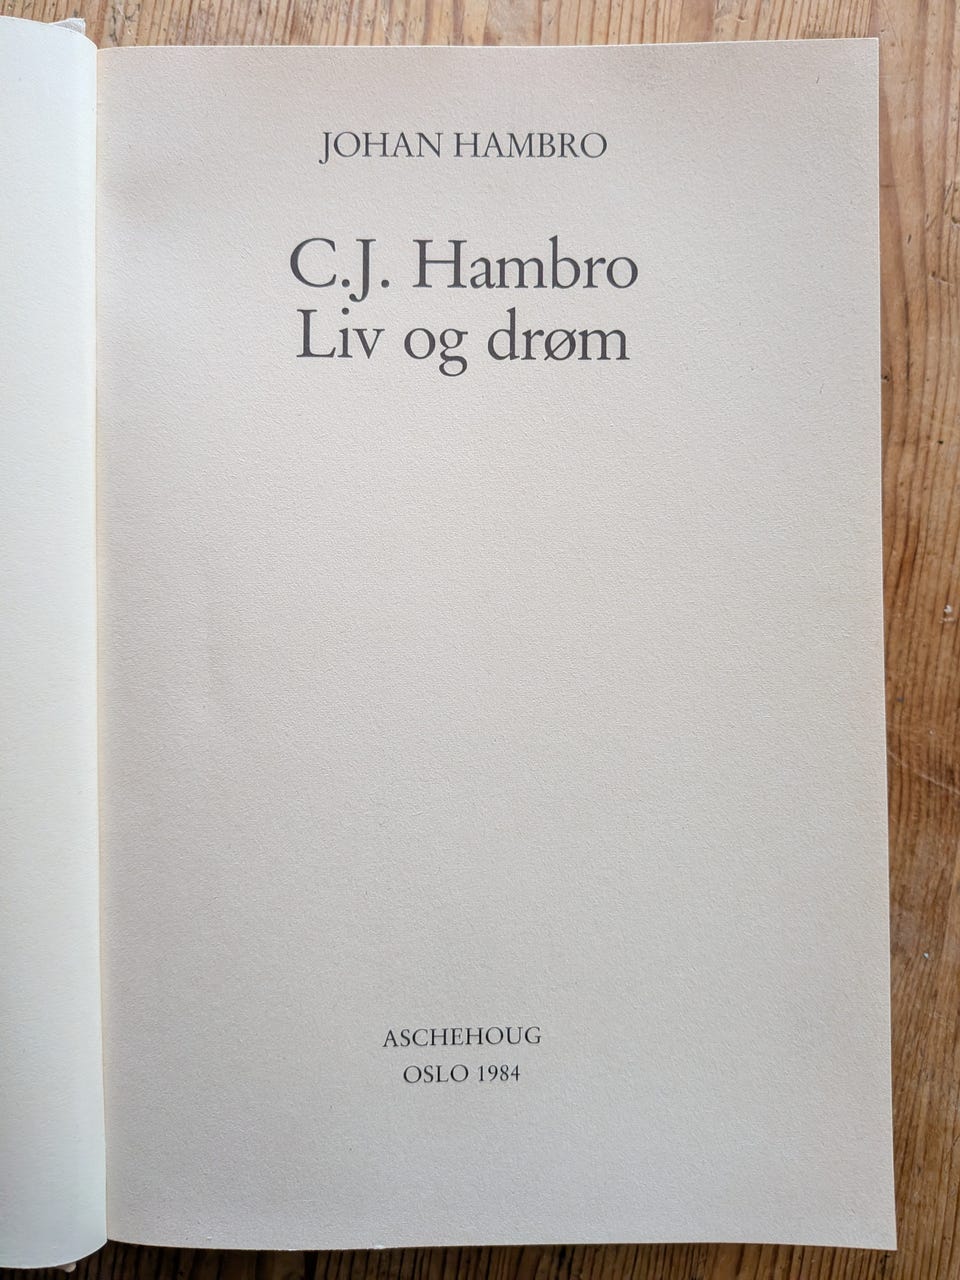 JOHAN HAMBRO
C.J. Hambro
Liv og drøm
ASCHEHOUG
OSLO 1984